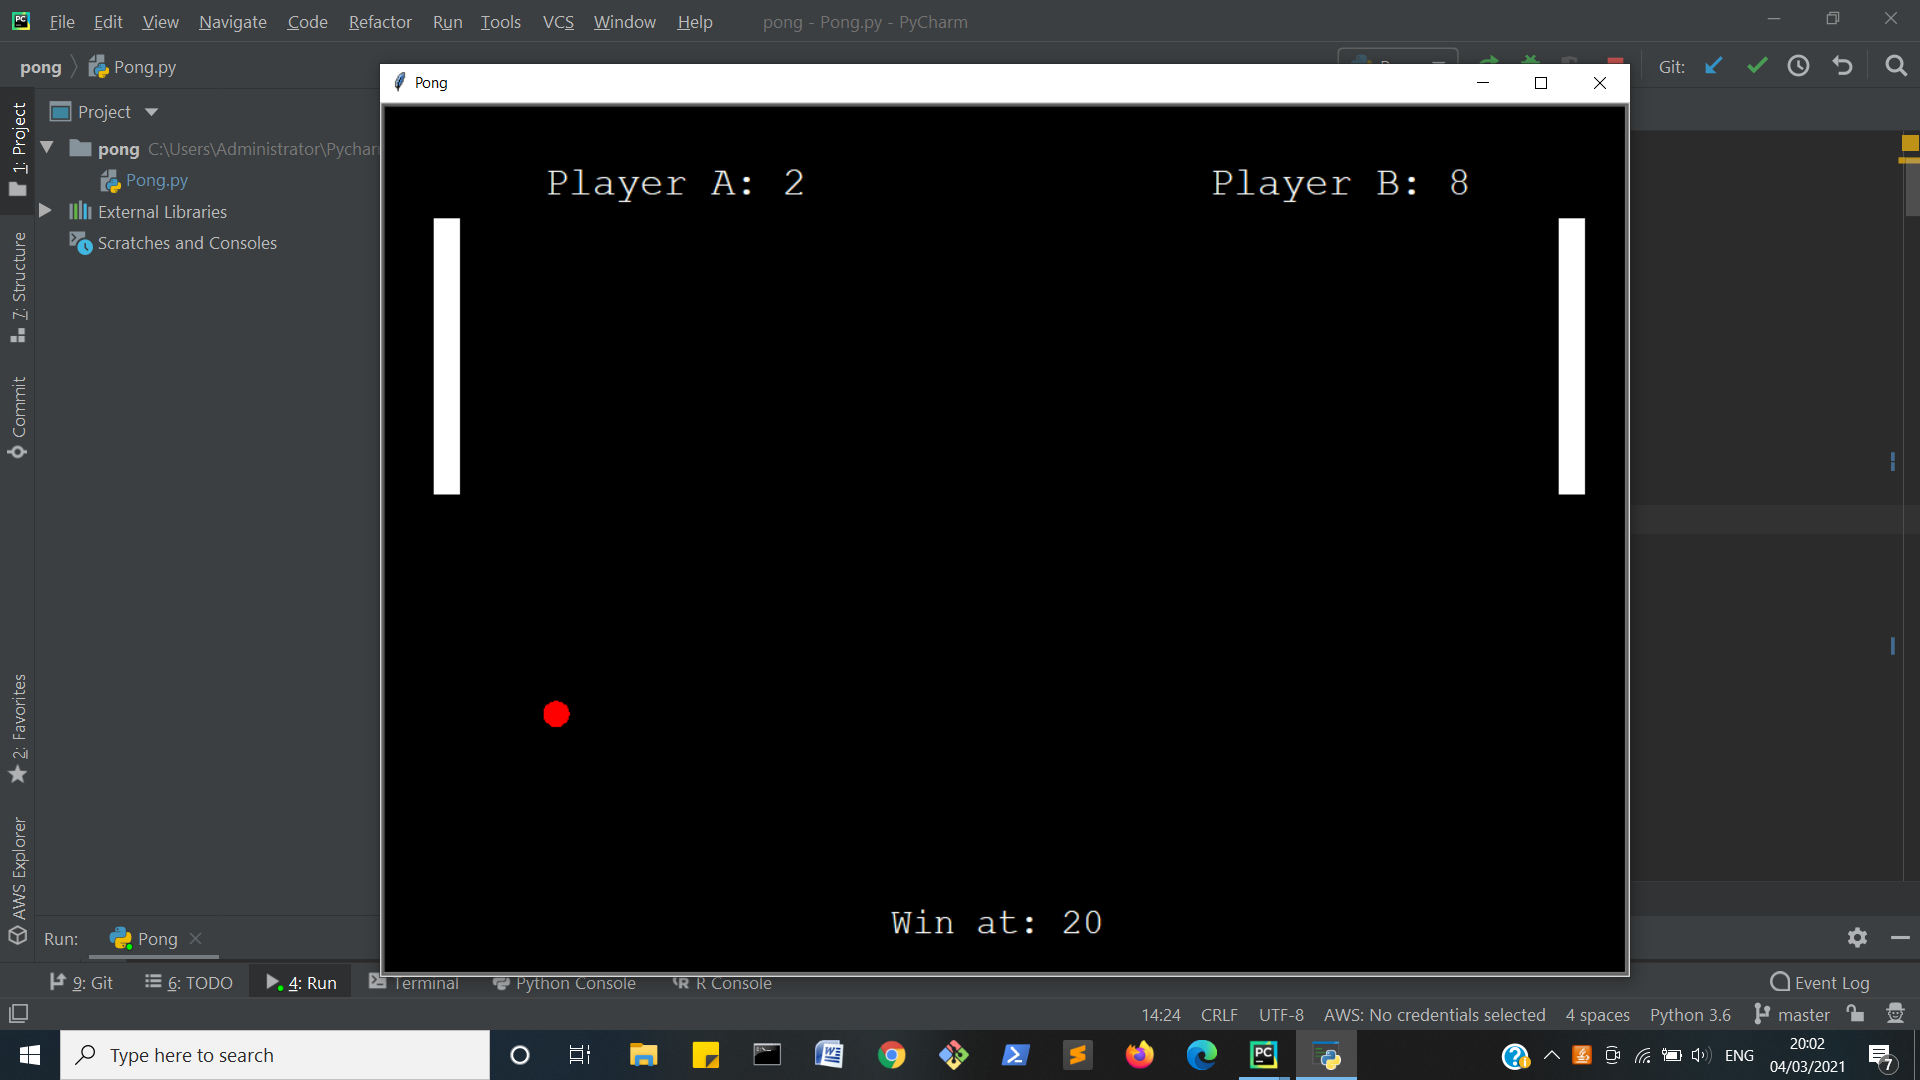 File Edit View Navigate Code Refactor Run Tools VCS Window Help pong - Pong.py - PyCharm
pong Pong.py
Git:
Pong
1: Project
Project
pong C:\Users\Administrator\Pychar
Pong.py
External Libraries
Scratches and Consoles
7: Structure
Commit
2: Favorites
AWS Explorer
Player A: 2
Player B: 8
Win at: 20
Run: Pong
9: Git 6: TODO 4: Run Terminal Python Console R Console Event Log
14:24 CRLF UTF-8 AWS: No credentials selected 4 spaces Python 3.6 master
Type here to search
ENG
20:02
04/03/2021
7